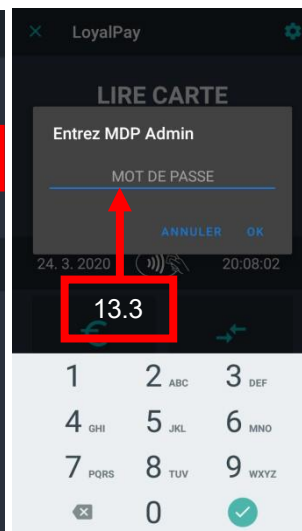 LoyalPay
LIRE CARTE
Entrez MDP Admin
MOT DE PASSE
ANNULER OK
24. 3. 2020 20:08:02
13.3
1 2 ABC 3 DEF
4 GHI 5 JKL 6 MNO
7 PQRS 8 TUV 9 WXYZ
0